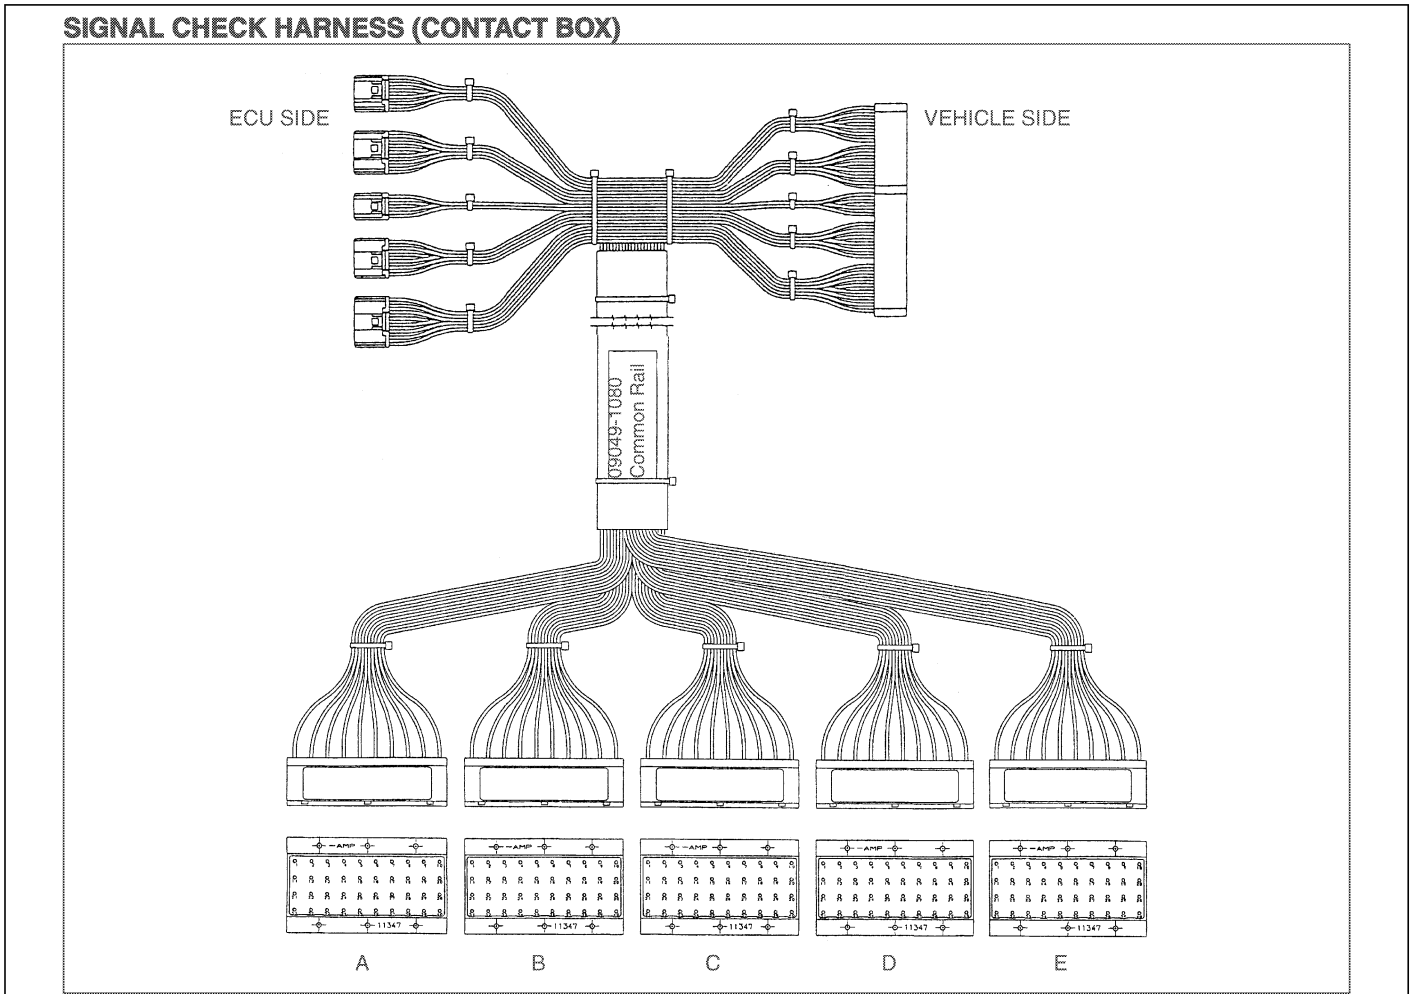 SIGNAL CHECK HARNESS (CONTACT BOX)
ECU SIDE
VEHICLE SIDE
09049-1080
Common Rail
AMP
AMP
AMP
AMP
AMP
11347
11347
11347
11347
11347
A
B
C
D
E